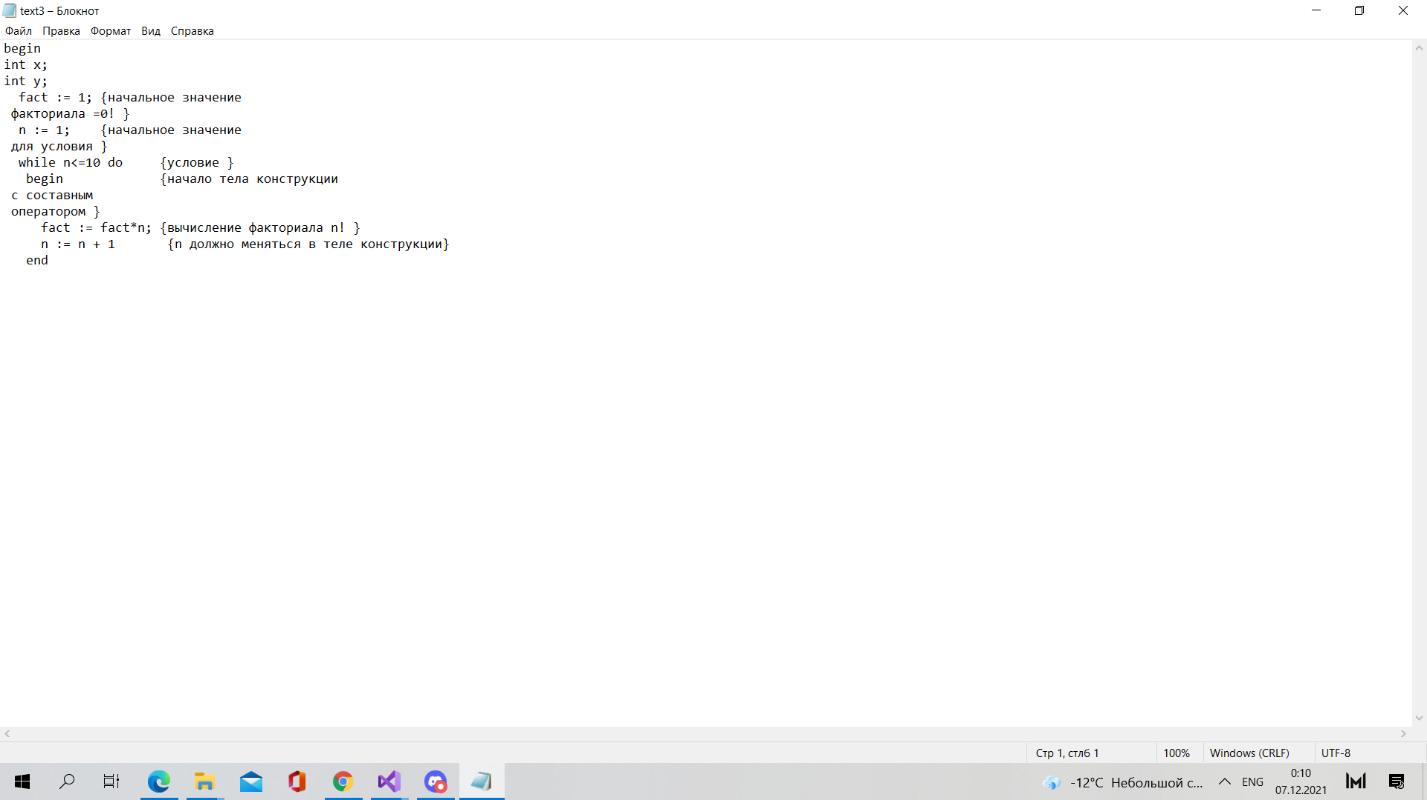 text3 – Блокнот
Файл Правка Формат Вид Справка
begin
int x;
int y;
  fact := 1; {начальное значение
 факториала =0! }
  n := 1;    {начальное значение
 для условия }
  while n<=10 do     {условие }
   begin             {начало тела конструкции
 с составным
 оператором }
     fact := fact*n; {вычисление факториала n! }
     n := n + 1       {n должно меняться в теле конструкции}
   end
Стр 1, стлб 1 100% Windows (CRLF) UTF-8
-12°C Небольшой с... ENG 0:10
07.12.2021